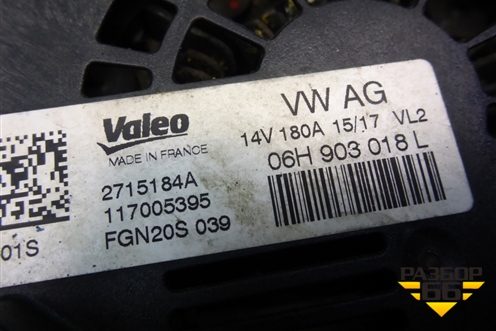 Valeo
MADE IN FRANCE
VW AG
14V 180A 15/17 VL2
06H 903 018 L
2715184A
117005395
FGN20S 039
01S
РАЗБОР
66